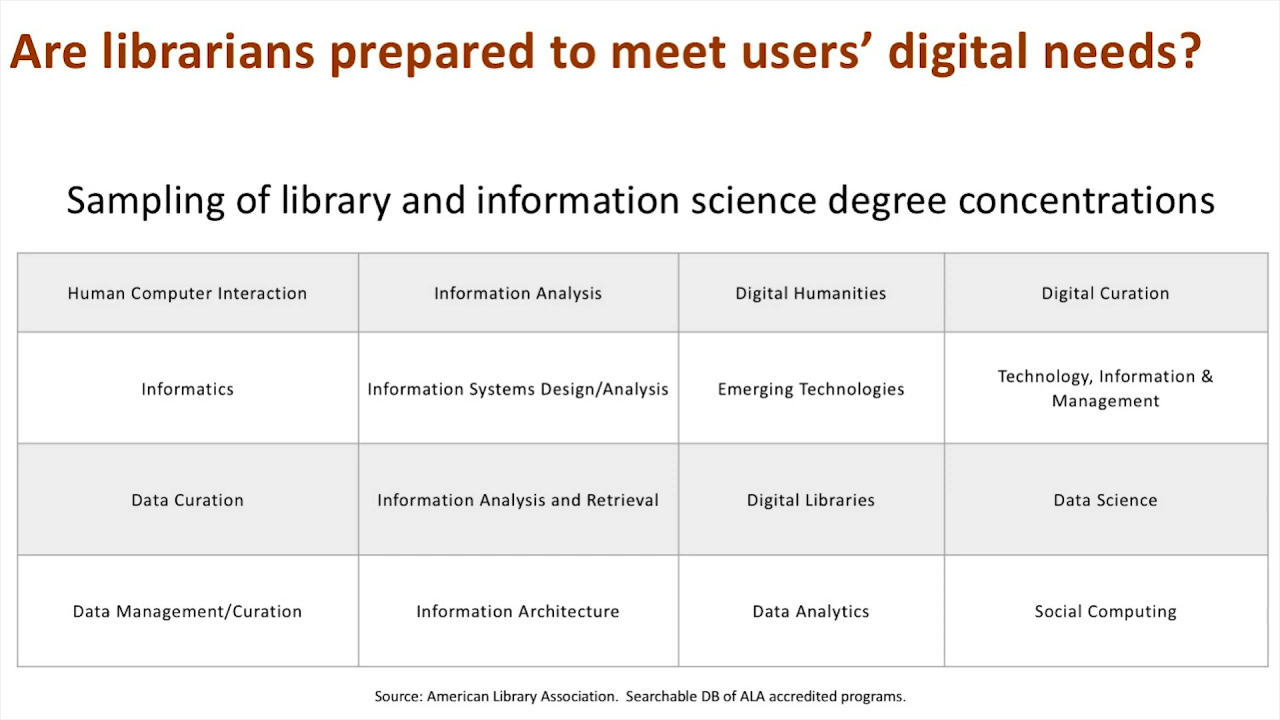 Are librarians prepared to meet users’ digital needs?
Sampling of library and information science degree concentrations
Human Computer Interaction
Information Analysis
Digital Humanities
Digital Curation
Informatics
Information Systems Design/Analysis
Emerging Technologies
Technology, Information &
Management
Data Curation
Information Analysis and Retrieval
Digital Libraries
Data Science
Data Management/Curation
Information Architecture
Data Analytics
Social Computing
Source: American Library Association.  Searchable DB of ALA accredited programs.